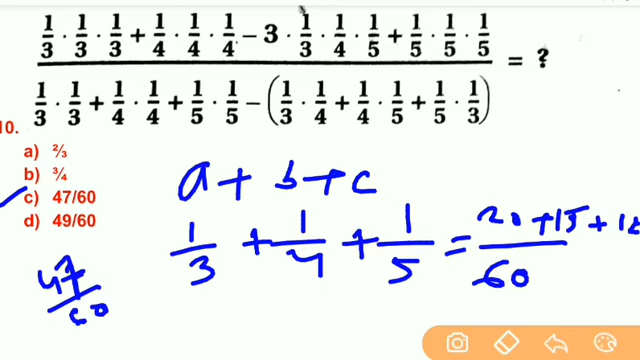 1/3 · 1/3 · 1/3 + 1/4 · 1/4 · 1/4 − 3 · 1/3 · 1/4 · 1/5 + 1/5 · 1/5 · 1/5
1/3 · 1/3 + 1/4 · 1/4 + 1/5 · 1/5 − (1/3 · 1/4 + 1/4 · 1/5 + 1/5 · 1/3)
= ?
10.
a) ⅔
b) ¾
c) 47/60
d) 49/60
a + b + c
1/3 + 1/4 + 1/5 = 20 + 15 + 12 / 60
47/60